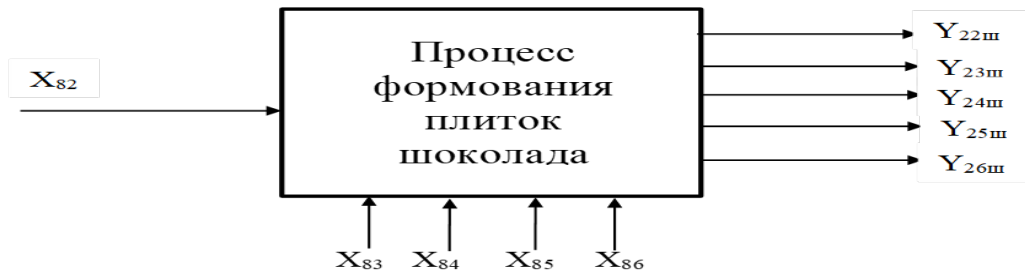 Процесс
формования
плиток
шоколада
X₈₂
Y₂₂ш
Y₂₃ш
Y₂₄ш
Y₂₅ш
Y₂₆ш
X₈₃ X₈₄ X₈₅ X₈₆